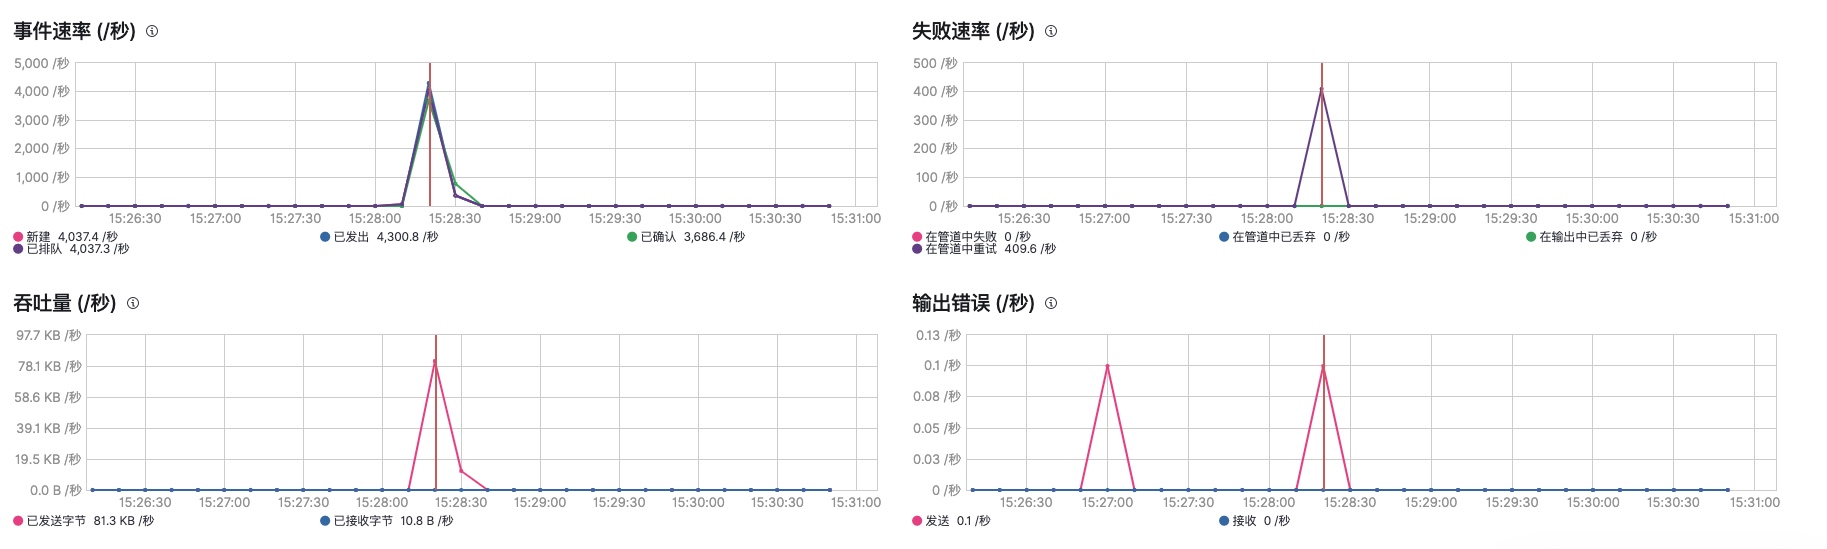 事件速率 (/秒)
5,000 /秒
4,000 /秒
3,000 /秒
2,000 /秒
1,000 /秒
0 /秒
15:26:30 15:27:00 15:27:30 15:28:00 15:28:30 15:29:00 15:29:30 15:30:00 15:30:30 15:31:00
新建 4,037.4 /秒 已发出 4,300.8 /秒 已确认 3,686.4 /秒
已排队 4,037.3 /秒
失败速率 (/秒)
500 /秒
400 /秒
300 /秒
200 /秒
100 /秒
0 /秒
15:26:30 15:27:00 15:27:30 15:28:00 15:28:30 15:29:00 15:29:30 15:30:00 15:30:30 15:31:00
在管道中失败 0 /秒 在管道中已丢弃 0 /秒 在输出中已丢弃 0 /秒
在管道中重试 409.6 /秒
吞吐量 (/秒)
97.7 KB /秒
78.1 KB /秒
58.6 KB /秒
39.1 KB /秒
19.5 KB /秒
0.0 B /秒
15:26:30 15:27:00 15:27:30 15:28:00 15:28:30 15:29:00 15:29:30 15:30:00 15:30:30 15:31:00
已发送字节 81.3 KB /秒 已接收字节 10.8 B /秒
输出错误 (/秒)
0.13 /秒
0.1 /秒
0.08 /秒
0.05 /秒
0.03 /秒
0 /秒
15:26:30 15:27:00 15:27:30 15:28:00 15:28:30 15:29:00 15:29:30 15:30:00 15:30:30 15:31:00
发送 0.1 /秒 接收 0 /秒